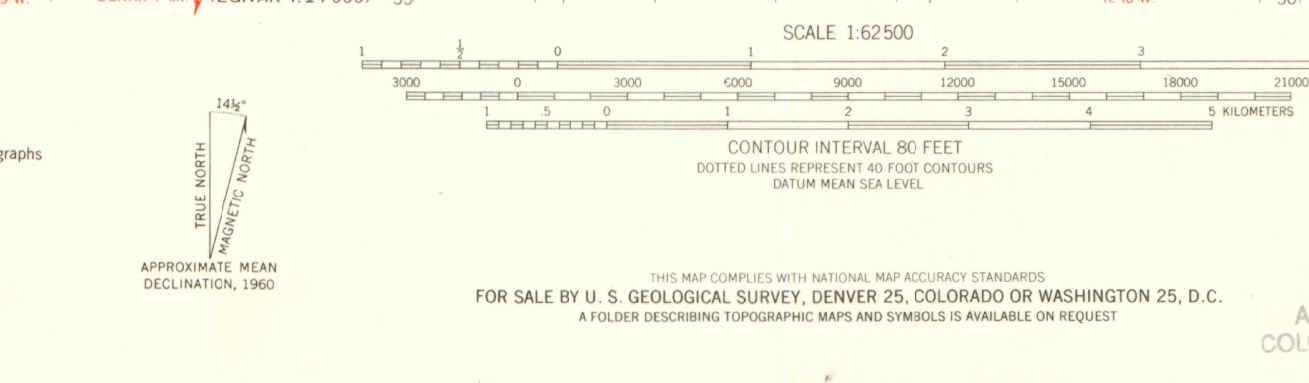 SCALE 1:62500
1 ½ 0 1 2 3
3000 0 3000 6000 9000 12000 15000 18000 21000
1 .5 0 1 2 3 4 5 KILOMETERS
CONTOUR INTERVAL 80 FEET
DOTTED LINES REPRESENT 40-FOOT CONTOURS
DATUM MEAN SEA LEVEL
graphs
14½°
TRUE NORTH
MAGNETIC NORTH
APPROXIMATE MEAN
DECLINATION, 1960
THIS MAP COMPLIES WITH NATIONAL MAP ACCURACY STANDARDS
FOR SALE BY U. S. GEOLOGICAL SURVEY, DENVER 25, COLORADO OR WASHINGTON 25, D.C.
A FOLDER DESCRIBING TOPOGRAPHIC MAPS AND SYMBOLS IS AVAILABLE ON REQUEST